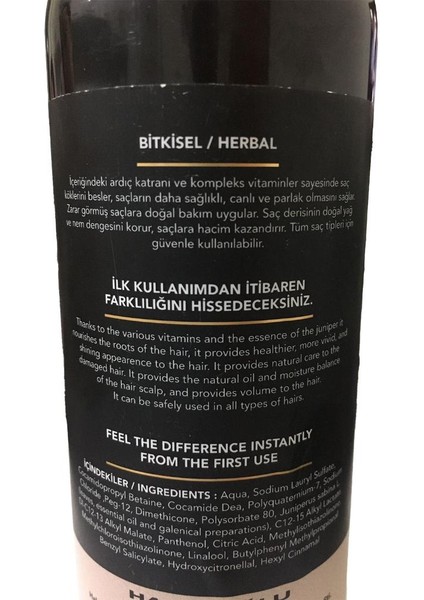 BİTKİSEL / HERBAL
İçeriğindeki ardıç katranı ve kompleks vitaminler sayesinde saç
köklerini besler, saçların daha sağlıklı, canlı ve parlak olmasını sağlar.
Zarar görmüş saçlara doğal bakım uygular. Saç derisinin doğal yağ
ve nem dengesini korur, saçlara hacim kazandırır. Tüm saç tipleri için
güvenle kullanılabilir.
İLK KULLANIMDAN İTİBAREN
FARKLILIĞINI HİSSEDECEKSİNİZ.
Thanks to the various vitamins and the essence of the juniper it
nourishes the roots of the hair, it provides healthier, more vivid, and
shining appearence to the hair. It provides natural care to the
damaged hair. It provides the natural oil and moisture balance
of the hair scalp, and provides volume to the hair.
It can be safely used in all types of hairs.
FEEL THE DIFFERENCE INSTANTLY
FROM THE FIRST USE
İÇİNDEKİLER / INGREDIENTS : Aqua, Sodium Lauryl Sulfate,
Cocamidopropyl Betaine, Cocamide Dea, Polyquaternium 7, Sodium
Chloride ,Peg-12, Dimethicone, Polysorbate 80, Juniperus sabina L.
(tars, essential oil and galenical preparations), C12-15 Alkyl Lactate,
C12-13 Alkyl Malate, Panthenol, Citric Acid, Methylisothiazolinone,
Methylchloroisothiazolinone, Linalool, Butylphenyl Methylpropional,
Benzyl Salicylate, Hydroxycitronellal, Hexyl Cinnamal